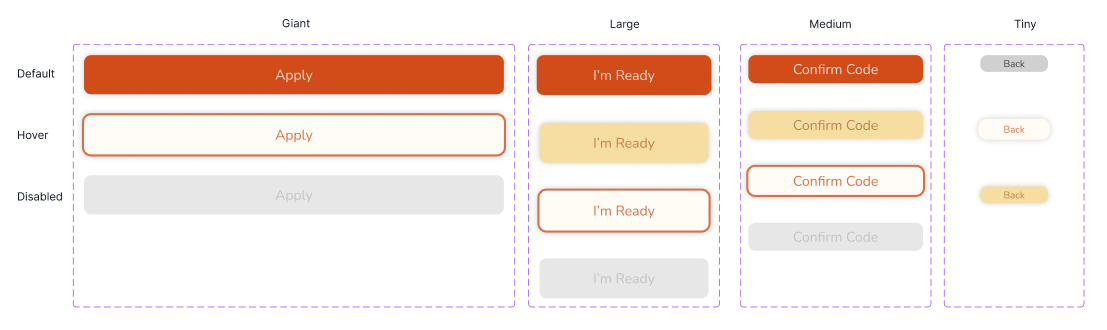 Giant
Large
Medium
Tiny
Default
Apply
I'm Ready
Confirm Code
Back
Hover
Apply
I'm Ready
Confirm Code
Back
Disabled
Apply
I'm Ready
Confirm Code
Back
I'm Ready
Confirm Code